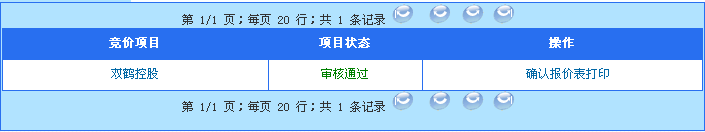 第 1/1 页；每页 20 行；共 1 条记录
竞价项目 项目状态 操作
双鹤控股 审核通过 确认报价表打印
第 1/1 页；每页 20 行；共 1 条记录